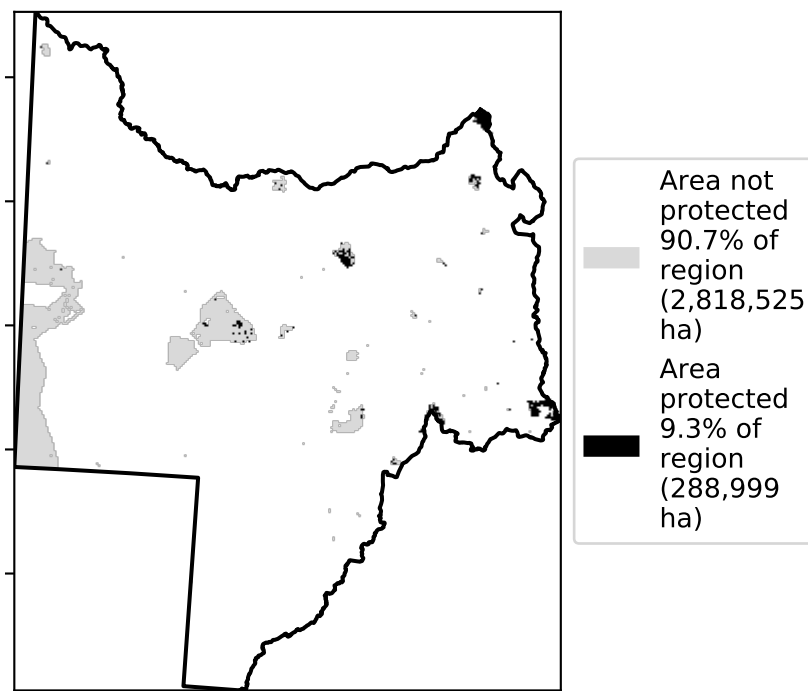 Area not
protected
90.7% of
region
(2,818,525
ha)
Area
protected
9.3% of
region
(288,999
ha)